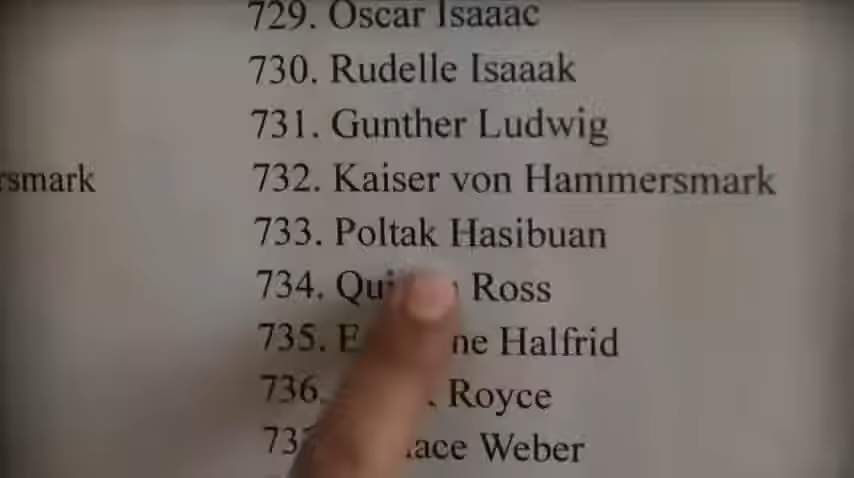 729. Oscar Isaaac
730. Rudelle Isaaak
731. Gunther Ludwig
rsmark 732. Kaiser von Hammersmark
733. Poltak Hasibuan
734. Ross
735. Halfrid
736. Royce
Weber